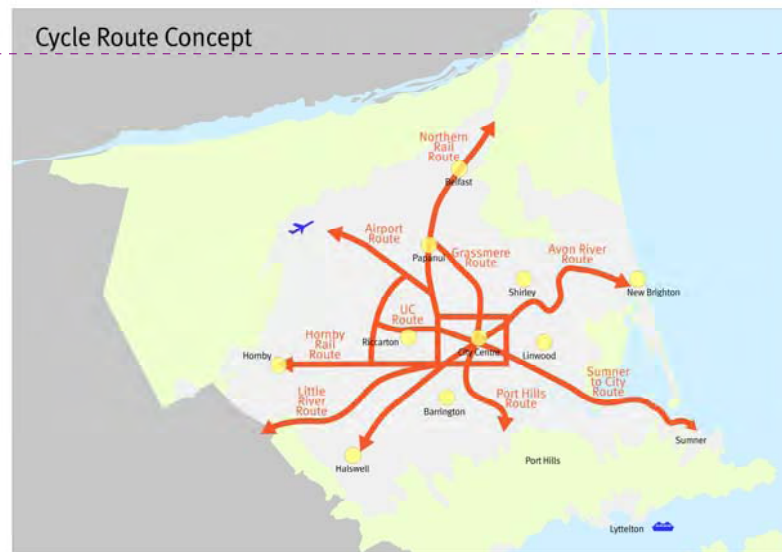 Cycle Route Concept
Northern
Rail
Route
Belfast
Airport
Route
Papanui
Grassmere
Route
Avon River
Route
Shirley
New Brighton
UC
Route
Riccarton
City Centre
Linwood
Hornby
Rail
Route
Hornby
Little
River
Route
Barrington
Port Hills
Route
Sumner
to City
Route
Sumner
Halswell
Port Hills
Lyttelton